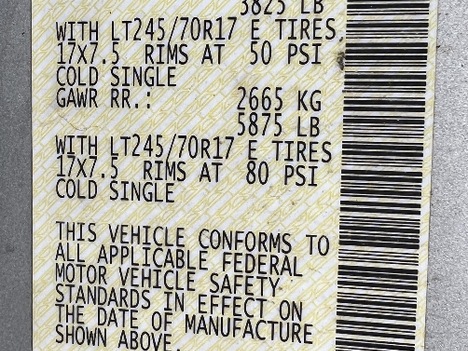 3825 LB
WITH LT245/70R17 E TIRES,
17X7.5 RIMS AT 50 PSI
COLD SINGLE
GAWR RR.: 2665 KG
5875 LB
WITH LT245/70R17 E TIRES
17X7.5 RIMS AT 80 PSI
COLD SINGLE
THIS VEHICLE CONFORMS TO
ALL APPLICABLE FEDERAL
MOTOR VEHICLE SAFETY
STANDARDS IN EFFECT ON
THE DATE OF MANUFACTURE
SHOWN ABOVE.